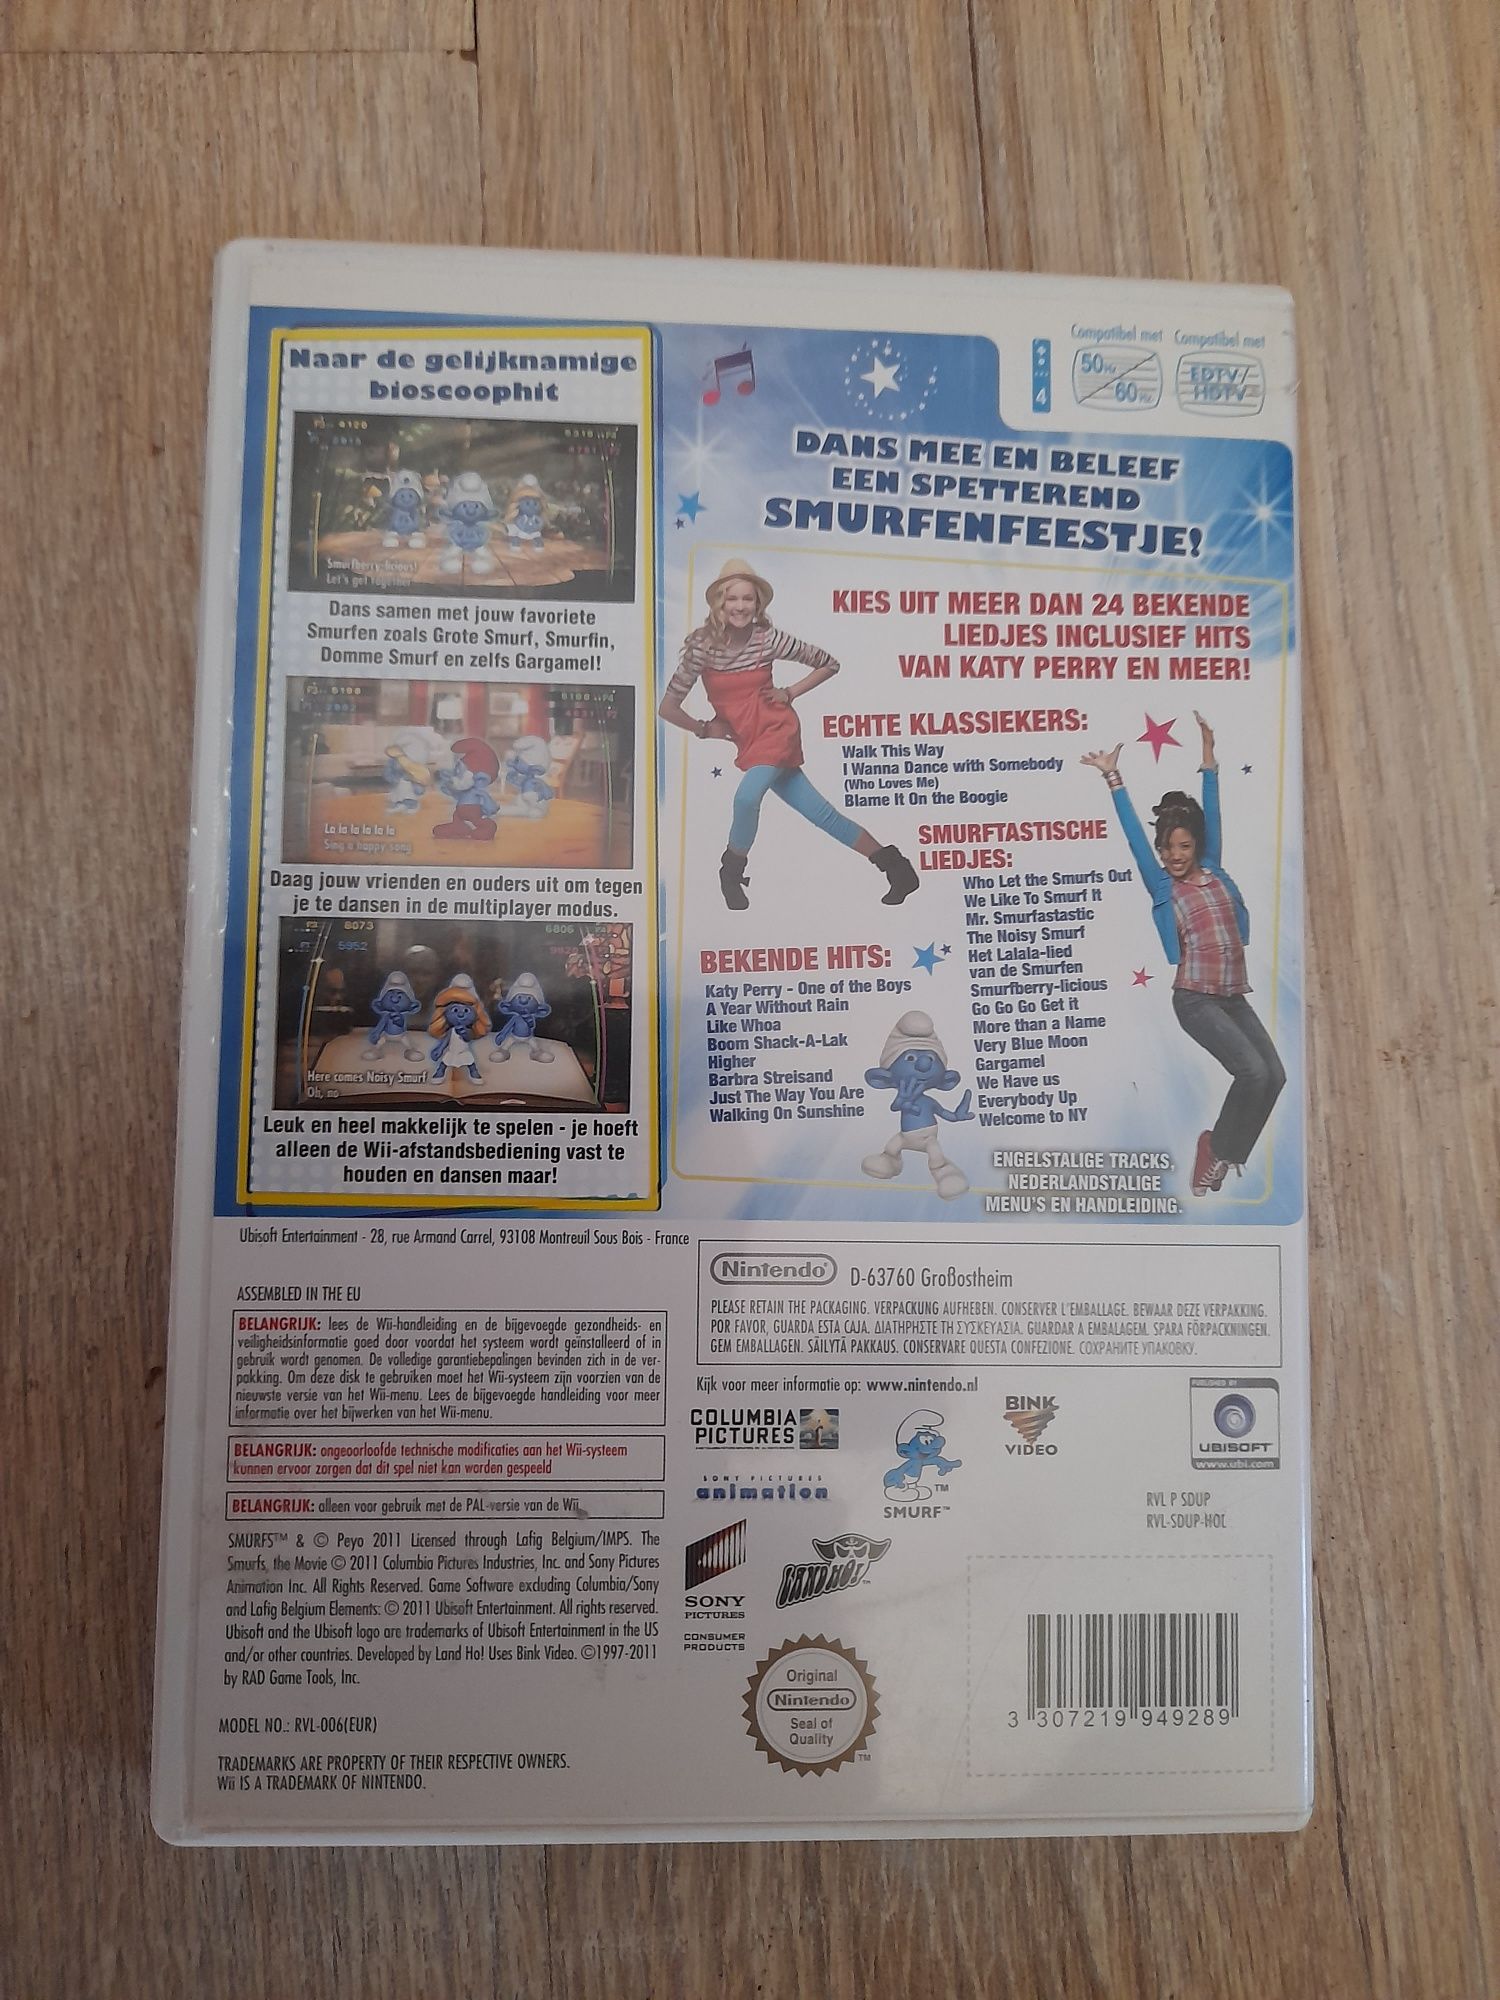 Naar de gelijknamige
bioscoophit
Smurfberry-licious!
Let's get together
Dans samen met jouw favoriete
Smurfen zoals Grote Smurf, Smurfin,
Domme Smurf en zelfs Gargamel!
La la la la la la
Sing a happy song
Daag jouw vrienden en ouders uit om tegen
je te dansen in de multiplayer modus.
8073
5952
6806
Here comes Noisy Smurf
Oh, no
Leuk en heel makkelijk te spelen - je hoeft
alleen de Wii-afstandsbediening vast te
houden en dansen maar!
4
Compatibel met
50Hz
60Hz
Compatibel met
EDTV/
HDTV
DANS MEE EN BELEEF
EEN SPETTEREND
SMURFENFEESTJE!
KIES UIT MEER DAN 24 BEKENDE
LIEDJES INCLUSIEF HITS
VAN KATY PERRY EN MEER!
ECHTE KLASSIEKERS:
Walk This Way
I Wanna Dance with Somebody
(Who Loves Me)
Blame It On the Boogie
SMURFTASTISCHE
LIEDJES:
Who Let the Smurfs Out
We Like To Smurf It
Mr. Smurfastastic
The Noisy Smurf
Het Lalala-lied
van de Smurfen
Smurfberry-licious
Go Go Go Get it
More than a Name
Very Blue Moon
Gargamel
We Have us
Everybody Up
Welcome to NY
BEKENDE HITS:
Katy Perry - One of the Boys
A Year Without Rain
Like Whoa
Boom Shack-A-Lak
Higher
Barbra Streisand
Just The Way You Are
Walking On Sunshine
ENGELSTALIGE TRACKS,
NEDERLANDSTALIGE
MENU'S EN HANDLEIDING.
Ubisoft Entertainment - 28, rue Armand Carrel, 93108 Montreuil Sous Bois - France
ASSEMBLED IN THE EU
BELANGRIJK: lees de Wii-handleiding en de bijgevoegde gezondheids- en
veiligheidsinformatie goed door voordat het systeem wordt geïnstalleerd of in
gebruik wordt genomen. De volledige garantiebepalingen bevinden zich in de ver-
pakking. Om deze disk te gebruiken moet het Wii-systeem zijn voorzien van de
nieuwste versie van het Wii-menu. Lees de bijgevoegde handleiding voor meer
informatie over het bijwerken van het Wii-menu.
BELANGRIJK: ongeoorloofde technische modificaties aan het Wii-systeem
kunnen ervoor zorgen dat dit spel niet kan worden gespeeld
BELANGRIJK: alleen voor gebruik met de PAL-versie van de Wii.
SMURFS™ & © Peyo 2011 Licensed through Lafig Belgium/IMPS. The
Smurfs, the Movie © 2011 Columbia Pictures Industries, Inc. and Sony Pictures
Animation Inc. All Rights Reserved. Game Software excluding Columbia/Sony
and Lafig Belgium Elements: © 2011 Ubisoft Entertainment. All rights reserved.
Ubisoft and the Ubisoft logo are trademarks of Ubisoft Entertainment in the US
and/or other countries. Developed by Land Ho! Uses Bink Video. ©1997-2011
by RAD Game Tools, Inc.
MODEL NO.: RVL-006(EUR)
TRADEMARKS ARE PROPERTY OF THEIR RESPECTIVE OWNERS.
Wii IS A TRADEMARK OF NINTENDO.
Nintendo® D-63760 Großostheim
PLEASE RETAIN THE PACKAGING. VERPACKUNG AUFHEBEN. CONSERVER L'EMBALLAGE. BEWAAR DEZE VERPAKKING.
POR FAVOR, GUARDA ESTA CAJA. ΔΙΑΤΗΡΗΣΤΕ ΤΗ ΣΥΣΚΕΥΑΣΙΑ. GUARDAR A EMBALAGEM. SPARA FÖRPACKNINGEN.
GEM EMBALLAGEN. SÄILYTÄ PAKKAUS. CONSERVARE QUESTA CONFEZIONE. СОХРАНИТЕ УПАКОВКУ.
Kijk voor meer informatie op: www.nintendo.nl
COLUMBIA
PICTURES
SONY PICTURES
animation
SMURF™
BINK
VIDEO
PUBLISHED BY
UBISOFT
www.ubi.com
RVL P SDUP
RVL-SDUP-HOL
SONY
PICTURES
CONSUMER
PRODUCTS
LAND HO!™
Original
Nintendo
Seal of
Quality
TM
3 307219 949289